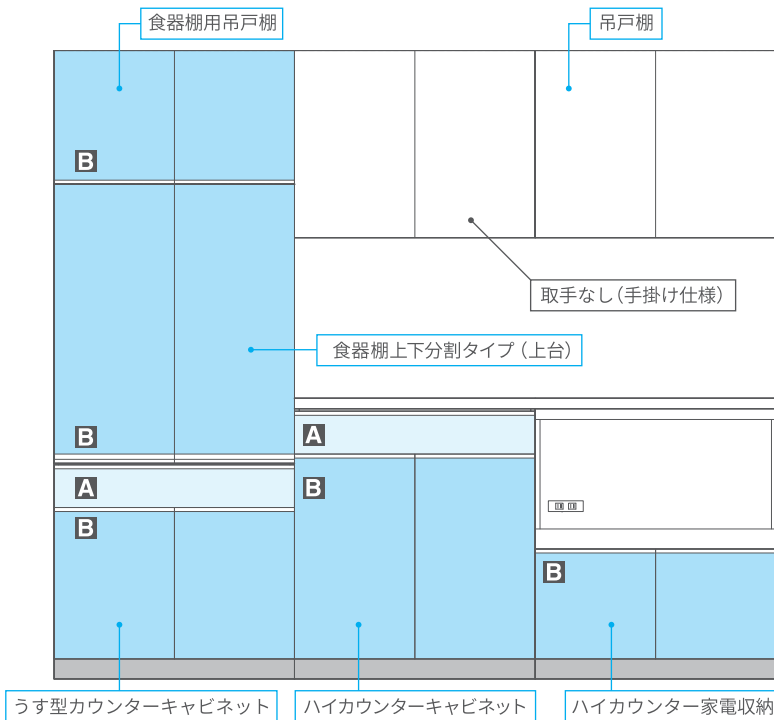 食器棚用吊戸棚
吊戸棚
B
取手なし（手掛け仕様）
食器棚上下分割タイプ（上台）
B
A
A
B
B
B
うす型カウンターキャビネット
ハイカウンターキャビネット
ハイカウンター家電収納